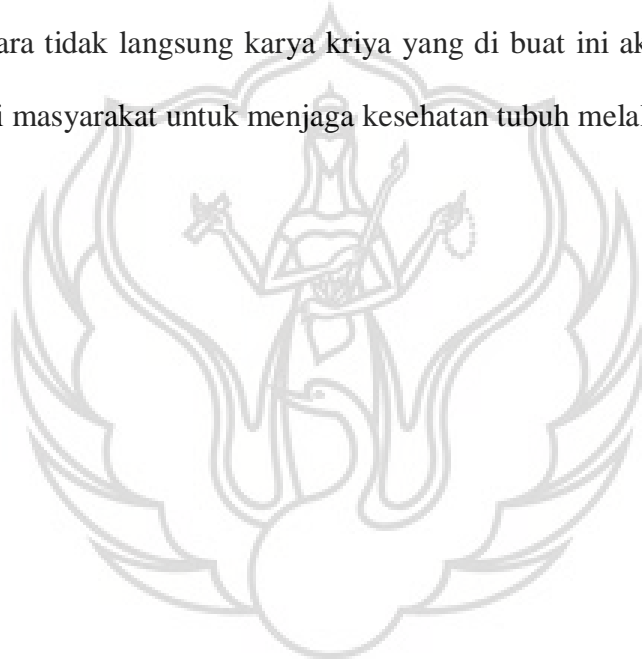 ara tidak langsung karya kriya yang di buat ini ak
i masyarakat untuk menjaga kesehatan tubuh mela